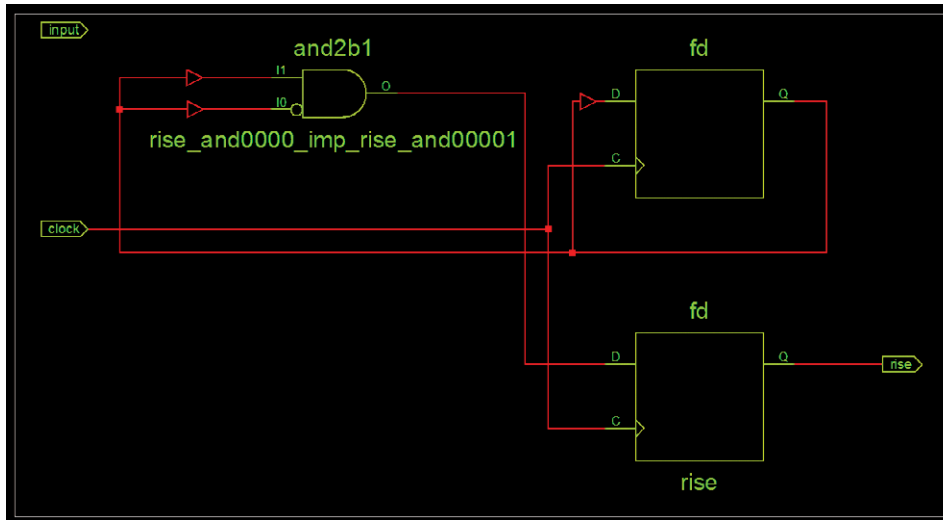 input
and2b1
fd
I1
O
I0
D
Q
rise_and0000_imp_rise_and00001
C
clock
fd
D
Q
rise
C
rise